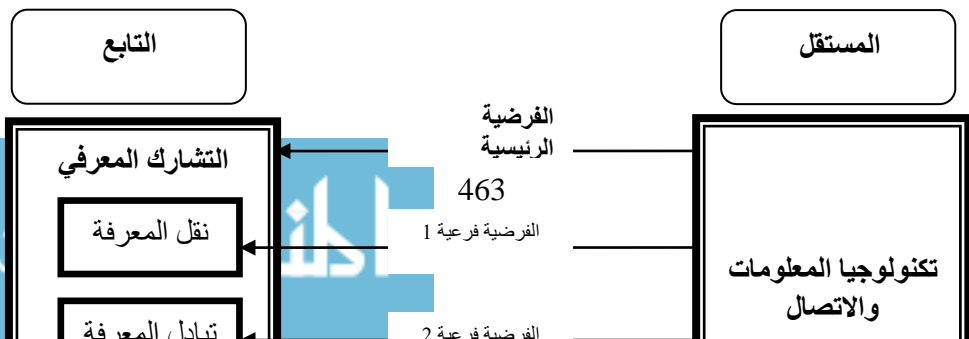 المستقل
التابع
الفرضية
الرئيسية
التشارك المعرفي
463
الفرضية فرعية 1
نقل المعرفة
تكنولوجيا المعلومات
والاتصال
الفرضية فرعية 2
تبادل المعرفة